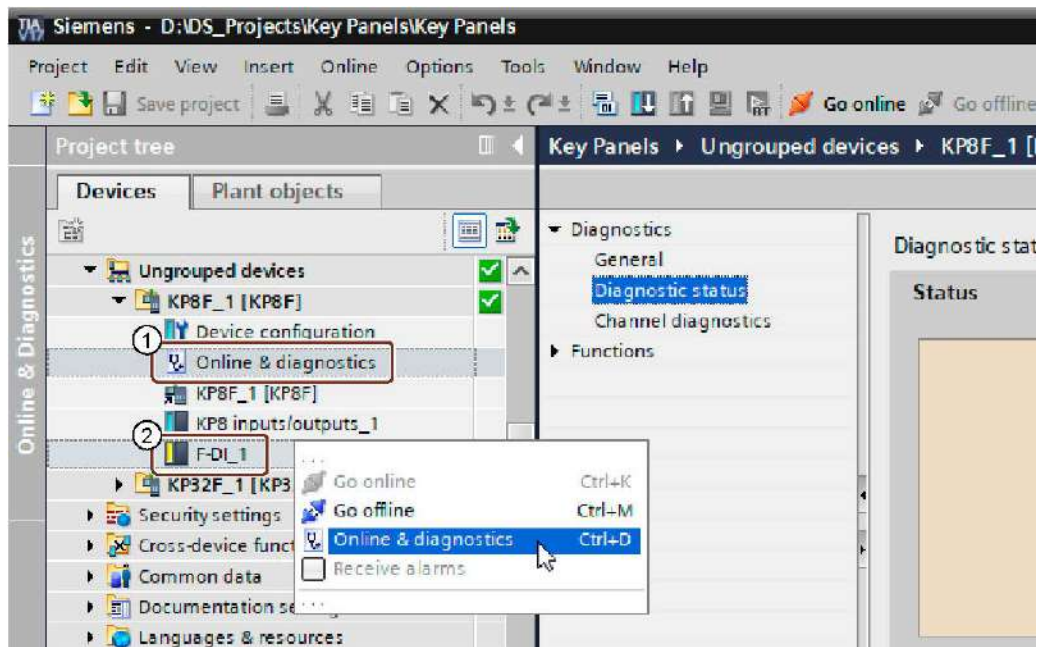 Siemens - D:\DS_Projects\Key Panels\Key Panels
Project Edit View Insert Online Options Tools Window Help
Save project Go online Go offline
Project tree
Key Panels Ungrouped devices KP8F_1 [
Devices Plant objects
Online & Diagnostics
Ungrouped devices
KP8F_1 [KP8F]
Device configuration
1
Online & diagnostics
KP8F_1 [KP8F]
KP8 inputs/outputs_1
2
F-DI_1
KP32F_1 [KP3
Security settings
Cross-device funct
Common data
Documentation se
Languages & resources
...
Go online Ctrl+K
Go offline Ctrl+M
Online & diagnostics Ctrl+D
Receive alarms
...
Diagnostics
General
Diagnostic status
Channel diagnostics
Functions
Diagnostic stat
Status